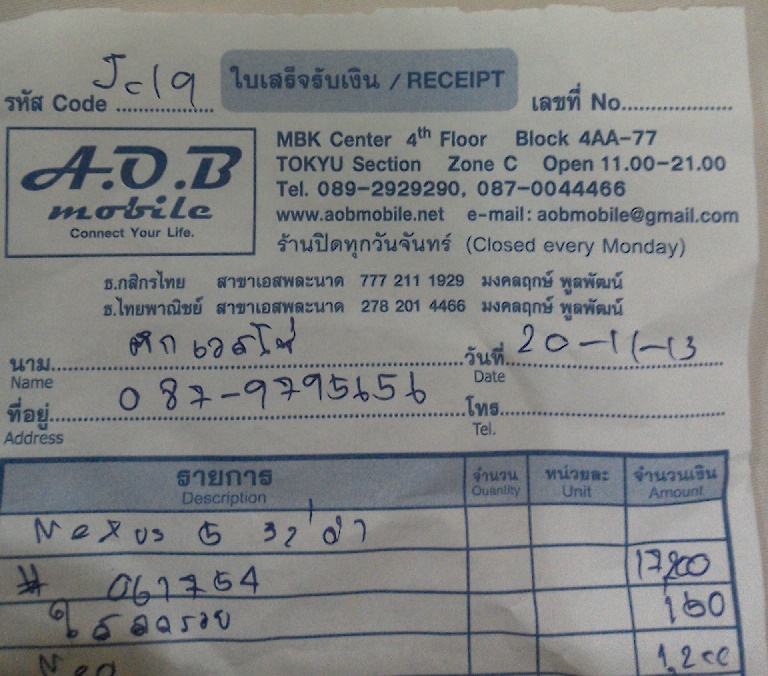 Jc19
ใบเสร็จรับเงิน / RECEIPT
รหัส Code
เลขที่ No.
A.O.B
mobile
Connect Your Life.
MBK Center 4th Floor Block 4AA-77
TOKYU Section Zone C Open 11.00-21.00
Tel. 089-2929290, 087-0044466
www.aobmobile.net e-mail: aobmobile@gmail.com
ร้านปิดทุกวันจันทร์ (Closed every Monday)
ธ.กสิกรไทย สาขาเอสพละนาด 777 211 1929 มงคลฤกษ์ พูลพัฒน์
ธ.ไทยพาณิชย์ สาขาเอสพละนาด 278 201 4466 มงคลฤกษ์ พูลพัฒน์
นาม
Name
วันที่ 20-11-13
Date
ที่อยู่ 087-9795656
Address
โทร.
Tel.
รายการ จำนวน หน่วยละ จำนวนเงิน
Description Quantity Unit Amount
Nexus 5 32 ดำ
# 061754 17,200
ใสลดรอย 160